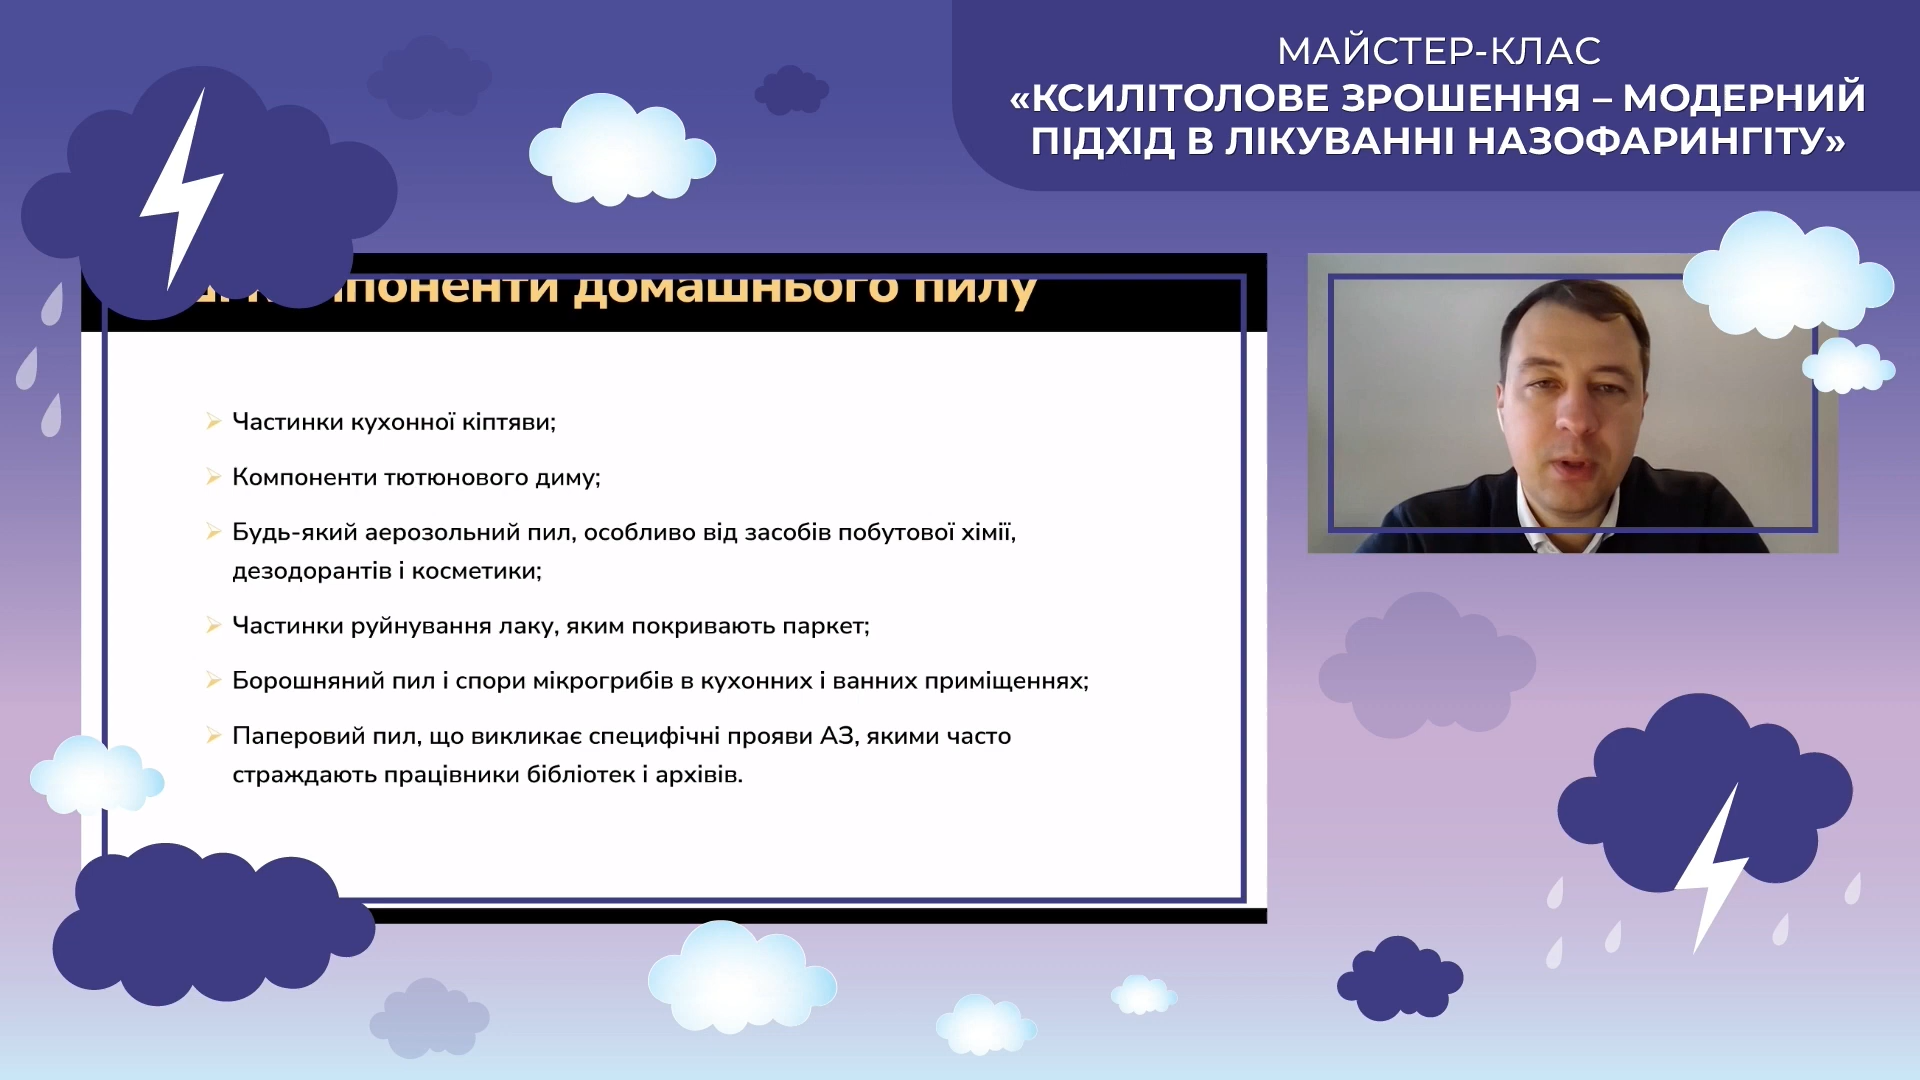 МАЙСТЕР-КЛАС
«КСИЛІТОЛОВЕ ЗРОШЕННЯ – МОДЕРНИЙ
ПІДХІД В ЛІКУВАННІ НАЗОФАРИНГІТУ»
компоненти домашнього пилу
Частинки кухонної кіптяви;
Компоненти тютюнового диму;
Будь-який аерозольний пил, особливо від засобів побутової хімії,
дезодорантів і косметики;
Частинки руйнування лаку, яким покривають паркет;
Борошняний пил і спори мікрогрибів в кухонних і ванних приміщеннях;
Паперовий пил, що викликає специфічні прояви АЗ, якими часто
страждають працівники бібліотек і архівів.